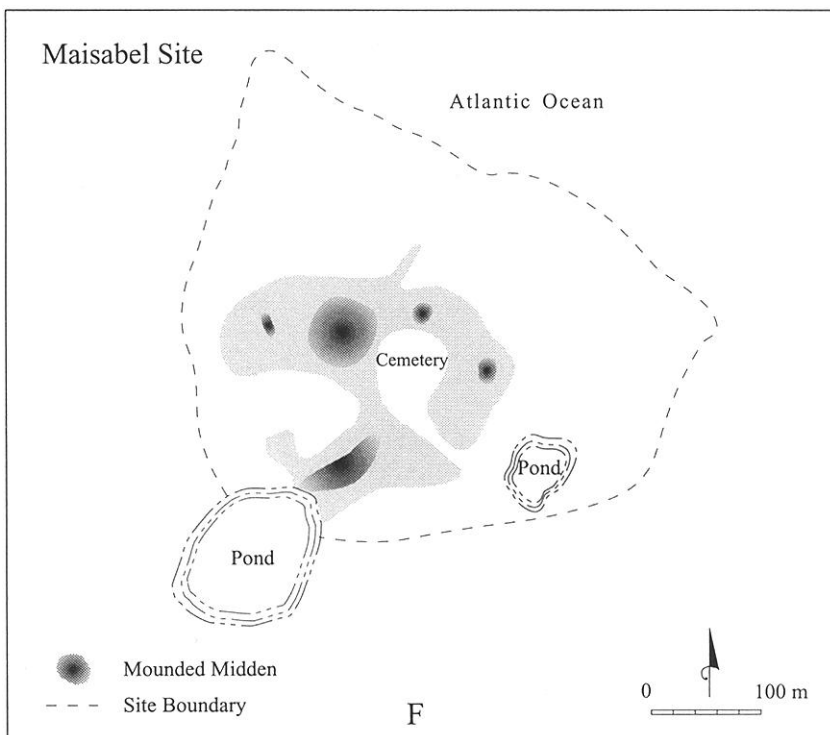 Maisabel Site
Atlantic Ocean
Cemetery
Pond
Pond
Mounded Midden
Site Boundary
F
0 100 m